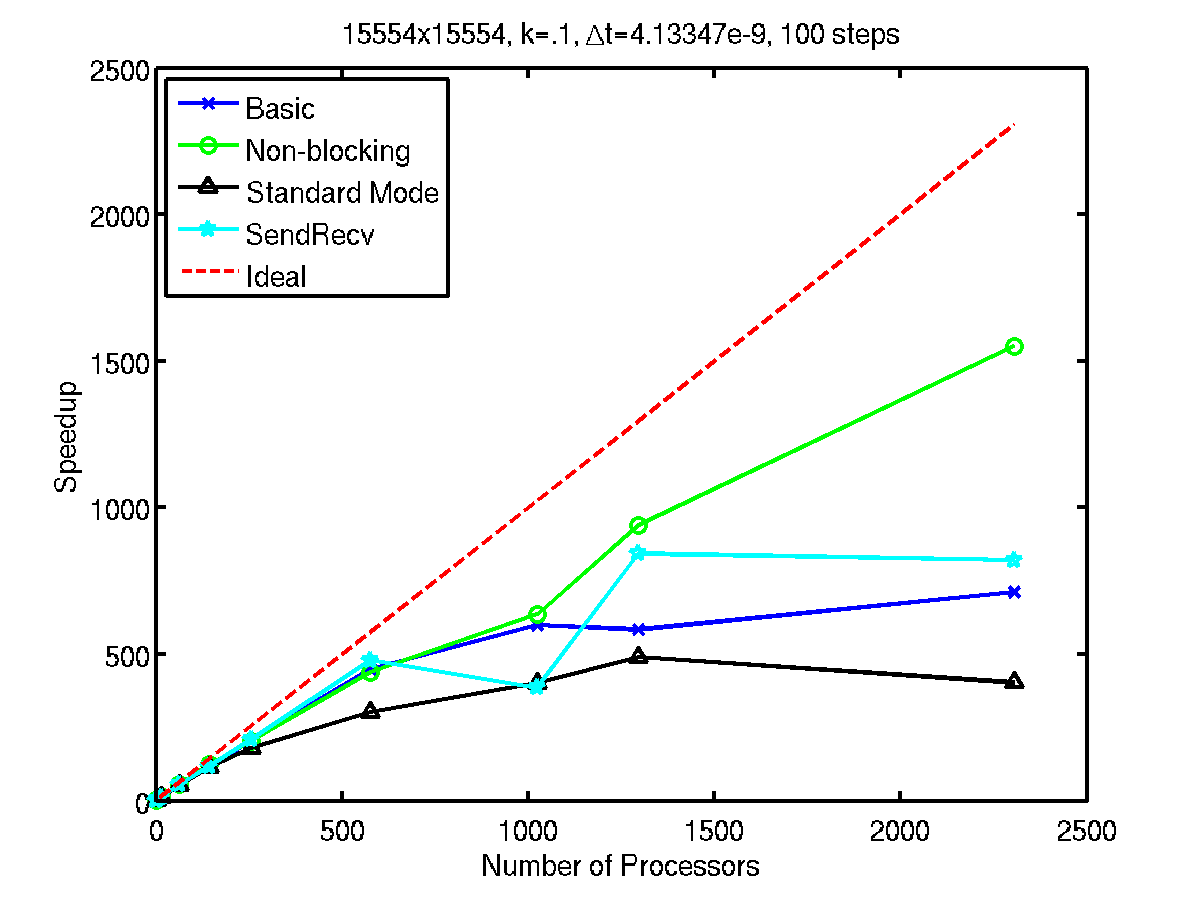 15554x15554, k=.1, Δt=4.13347e-9, 100 steps
2500
2000
1500
1000
500
0
Speedup
Basic
Non-blocking
Standard Mode
SendRecv
Ideal
0 500 1000 1500 2000 2500
Number of Processors